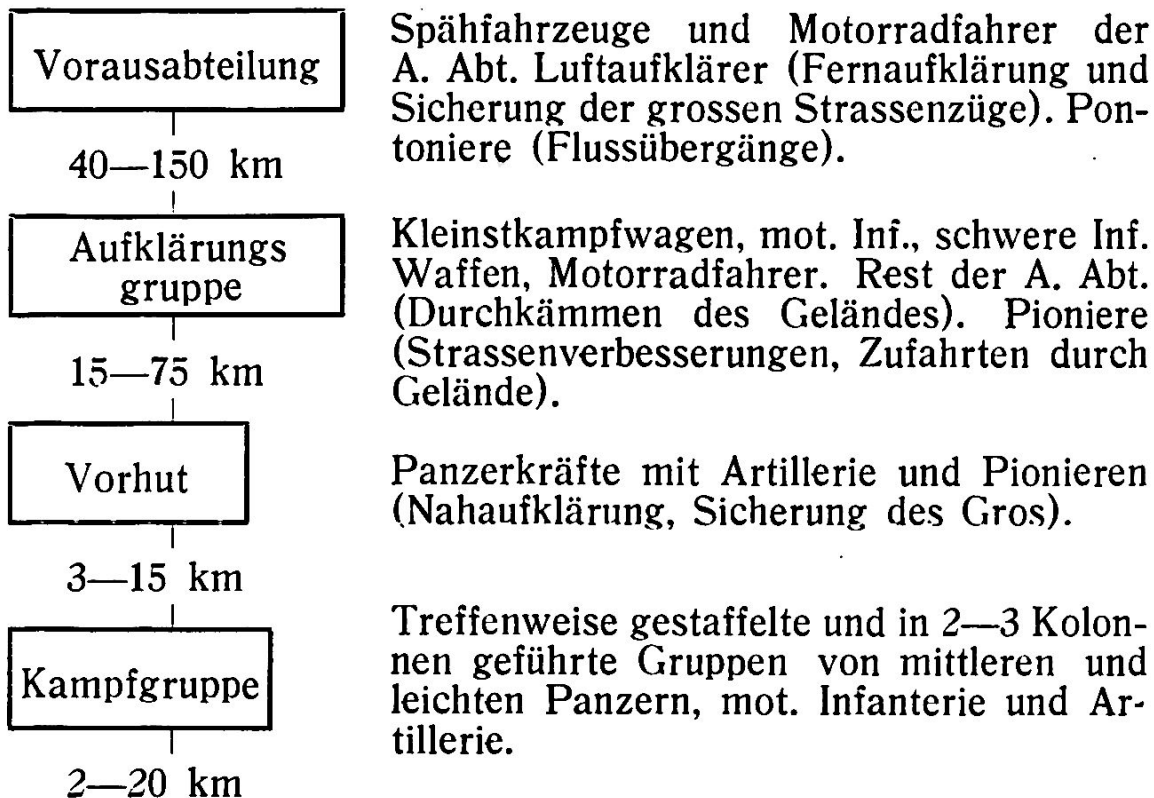 Vorausabteilung
Spähfahrzeuge und Motorradfahrer der
A. Abt. Luftaufklärer (Fernaufklärung und
Sicherung der grossen Strassenzüge). Pon-
toniere (Flussübergänge).
40—150 km
Aufklärungs
gruppe
Kleinstkampfwagen, mot. Inf., schwere Inf.
Waffen, Motorradfahrer. Rest der A. Abt.
(Durchkämmen des Geländes). Pioniere
(Strassenverbesserungen, Zufahrten durch
Gelände).
15—75 km
Vorhut
Panzerkräfte mit Artillerie und Pionieren
(Nahaufklärung, Sicherung des Gros).
3—15 km
Kampfgruppe
Treffenweise gestaffelte und in 2—3 Kolon-
nen geführte Gruppen von mittleren und
leichten Panzern, mot. Infanterie und Ar-
tillerie.
2—20 km